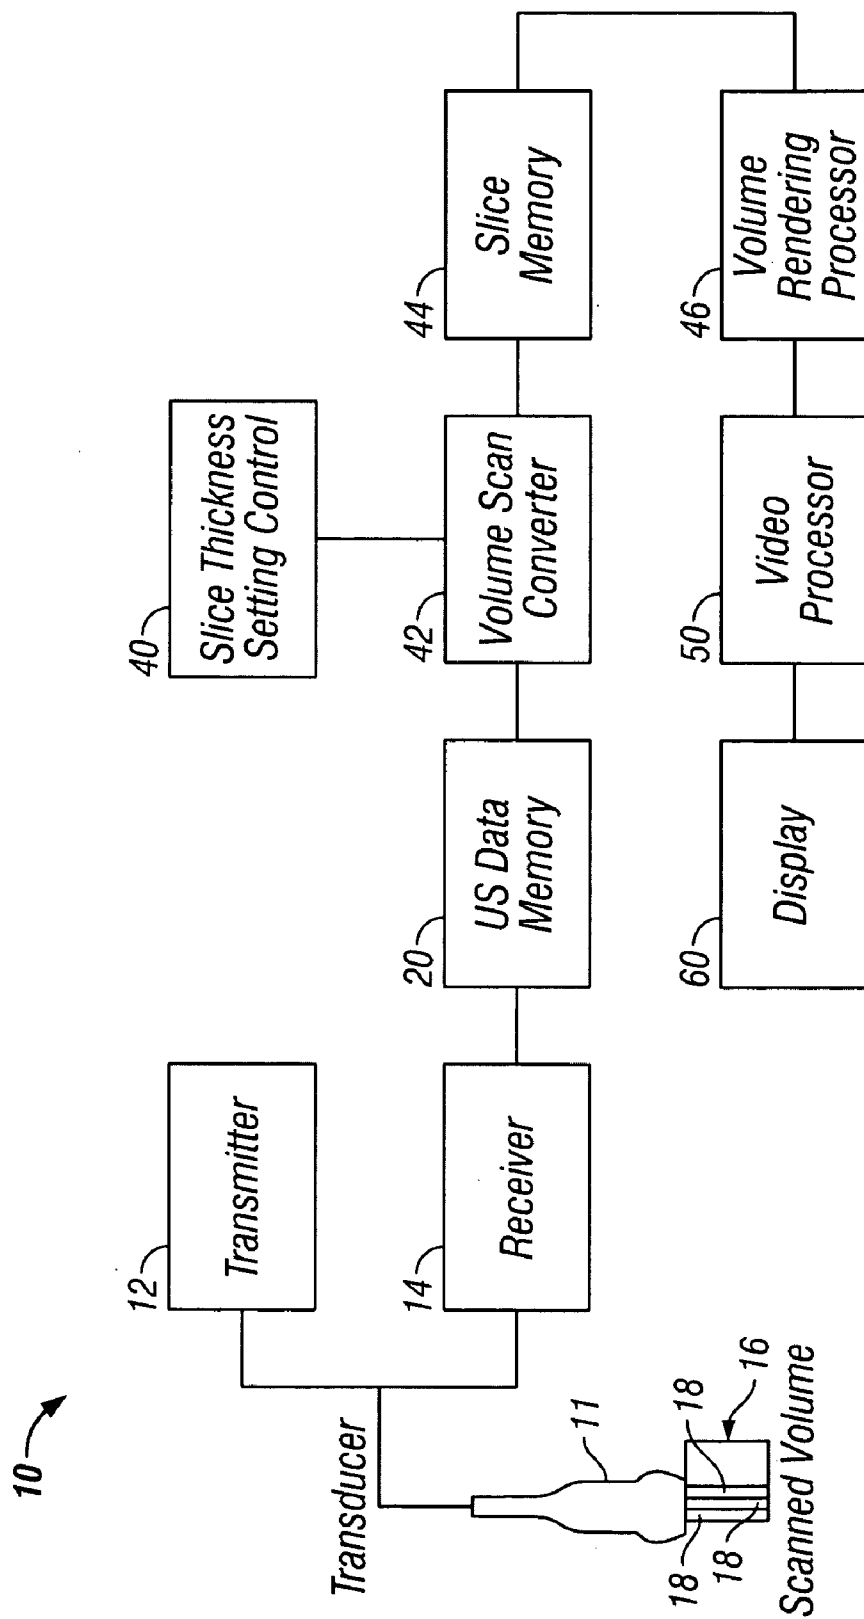 10
Transducer
11
18
18
18
16
Scanned Volume
12
Transmitter
14
Receiver
20
US Data
Memory
40
Slice Thickness
Setting Control
42
Volume Scan
Converter
44
Slice
Memory
46
Volume
Rendering
Processor
50
Video
Processor
60
Display